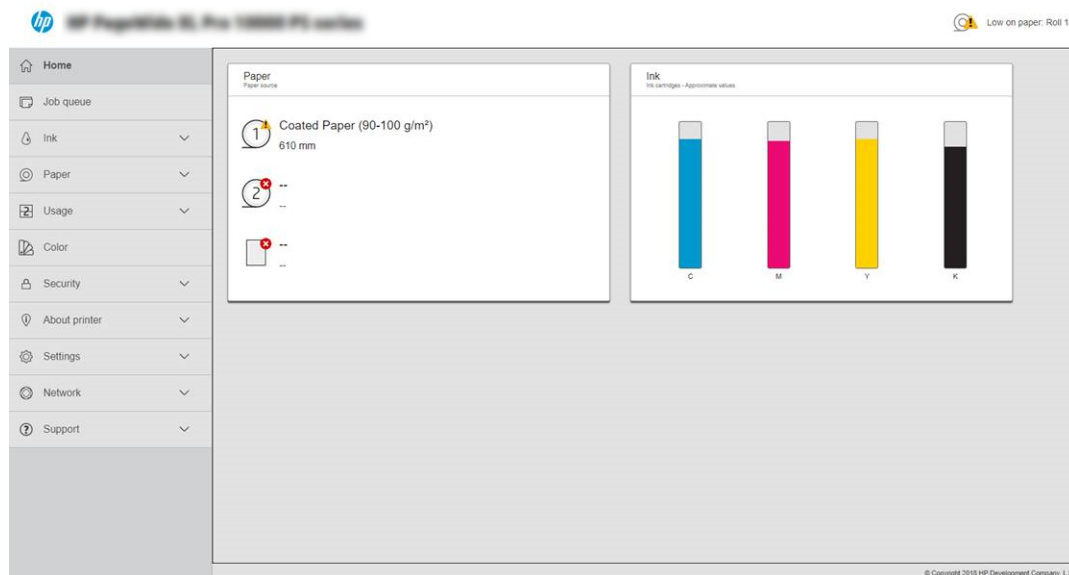 hp
Low on paper: Roll 1
Home
Job queue
Ink
Paper
Usage
Color
Security
About printer
Settings
Network
Support
Paper
Paper source
1
Coated Paper (90-100 g/m²)
610 mm
2
--
--
--
--
Ink
Ink cartridges - Approximate values
C M Y K
© Copyright 2018 HP Development Company, L